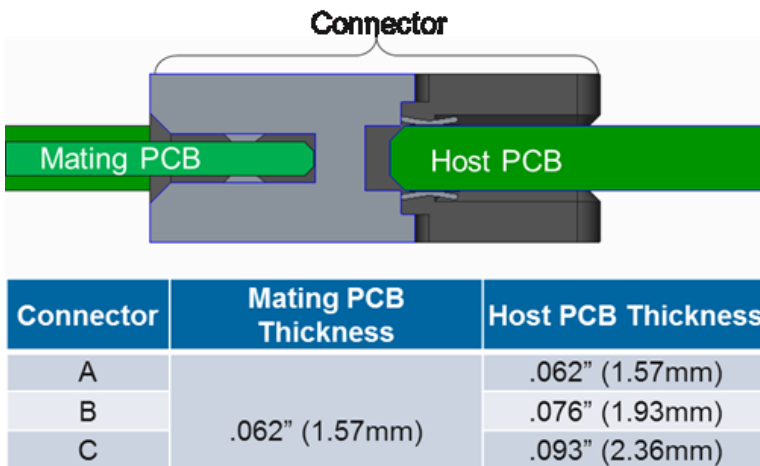 Connector
Mating PCB
Host PCB
Connector
Mating PCB
Thickness
Host PCB Thickness
A
.062” (1.57mm)
.062” (1.57mm)
B
.076” (1.93mm)
C
.093” (2.36mm)